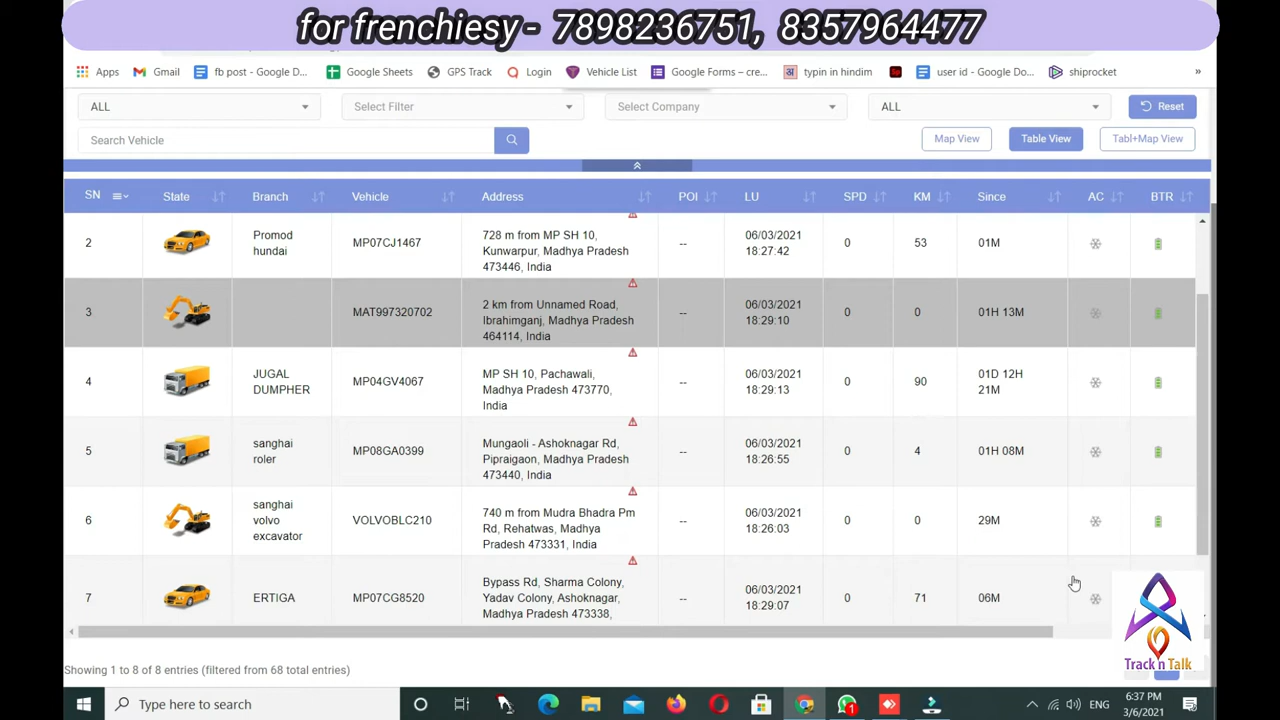 for frenchiesy - 7898236751, 8357964477
Apps Gmail fb post - Google D... Google Sheets GPS Track Login Vehicle List Google Forms – cre... typin in hindim user id - Google Do... shiprocket »
ALL Select Filter Select Company ALL Reset
Search Vehicle Map View Table View Tabl+Map View
SN State Branch Vehicle Address POI LU SPD KM Since AC BTR
2 Promod hundai MP07CJ1467 728 m from MP SH 10, Kunwarpur, Madhya Pradesh 473446, India -- 06/03/2021 18:27:42 0 53 01M
3 MAT997320702 2 km from Unnamed Road, Ibrahimganj, Madhya Pradesh 464114, India -- 06/03/2021 18:29:10 0 0 01H 13M
4 JUGAL DUMPHER MP04GV4067 MP SH 10, Pachawali, Madhya Pradesh 473770, India -- 06/03/2021 18:29:13 0 90 01D 12H 21M
5 sanghai roler MP08GA0399 Mungaoli - Ashoknagar Rd, Pipraigaon, Madhya Pradesh 473440, India -- 06/03/2021 18:26:55 0 4 01H 08M
6 sanghai volvo excavator VOLVOBLC210 740 m from Mudra Bhadra Pm Rd, Rehatwas, Madhya Pradesh 473331, India -- 06/03/2021 18:26:03 0 0 29M
7 ERTIGA MP07CG8520 Bypass Rd, Sharma Colony, Yadav Colony, Ashoknagar, Madhya Pradesh 473338, -- 06/03/2021 18:29:07 0 71 06M
Track n Talk
Showing 1 to 8 of 8 entries (filtered from 68 total entries)
Type here to search 1 ENG 6:37 PM
3/6/2021